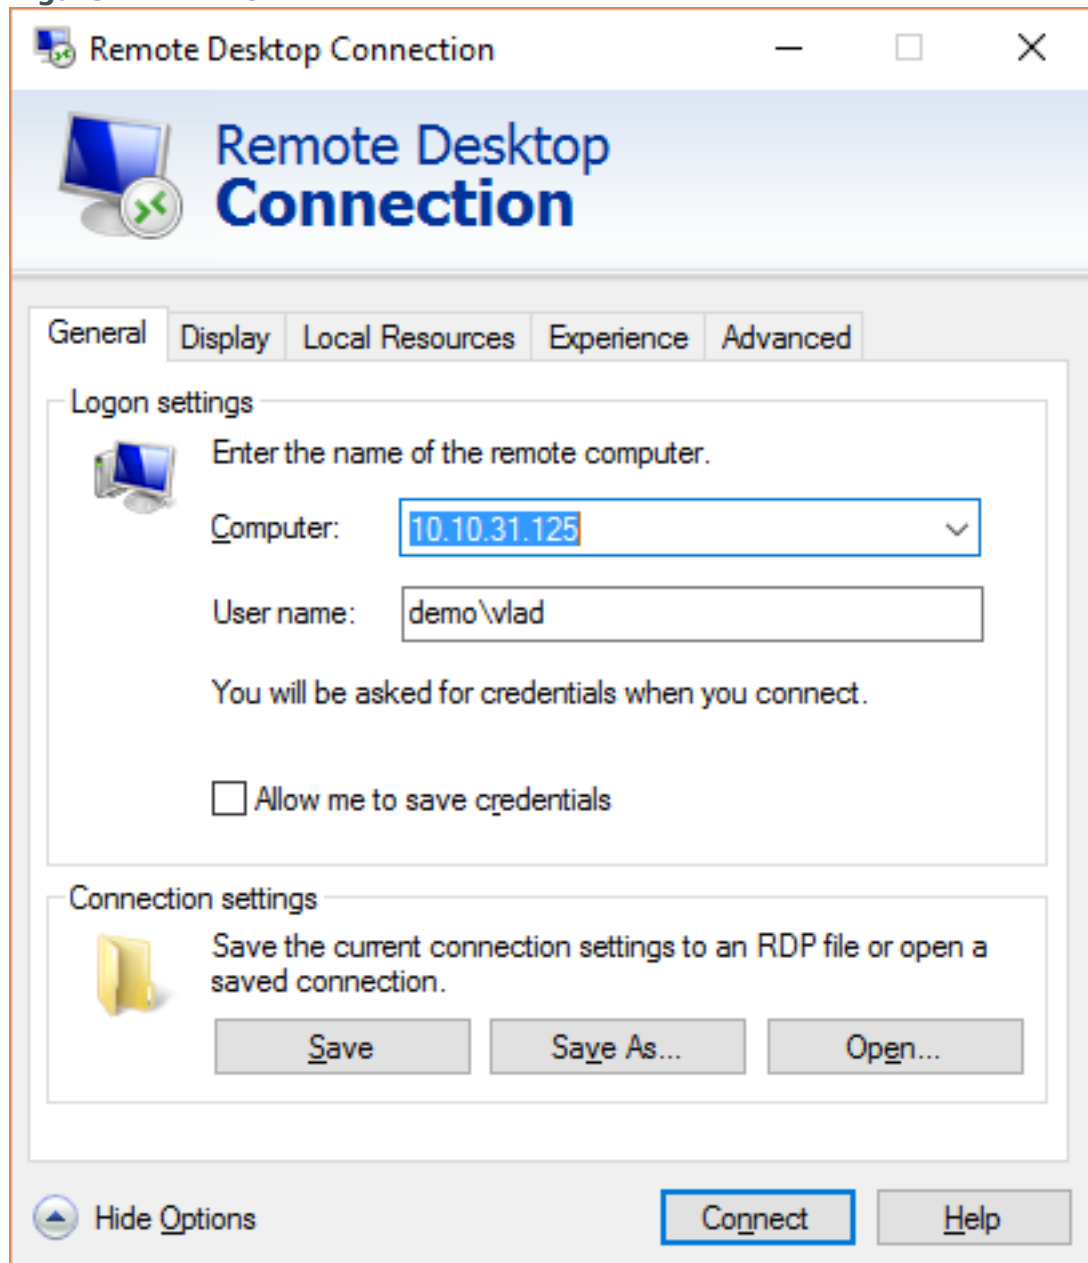 Remote Desktop Connection
Remote Desktop
Connection
General Display Local Resources Experience Advanced
Logon settings
Enter the name of the remote computer.
Computer: 10.10.31.125
User name: demo\vlad
You will be asked for credentials when you connect.
Allow me to save credentials
Connection settings
Save the current connection settings to an RDP file or open a
saved connection.
Save Save As... Open...
Hide Options Connect Help